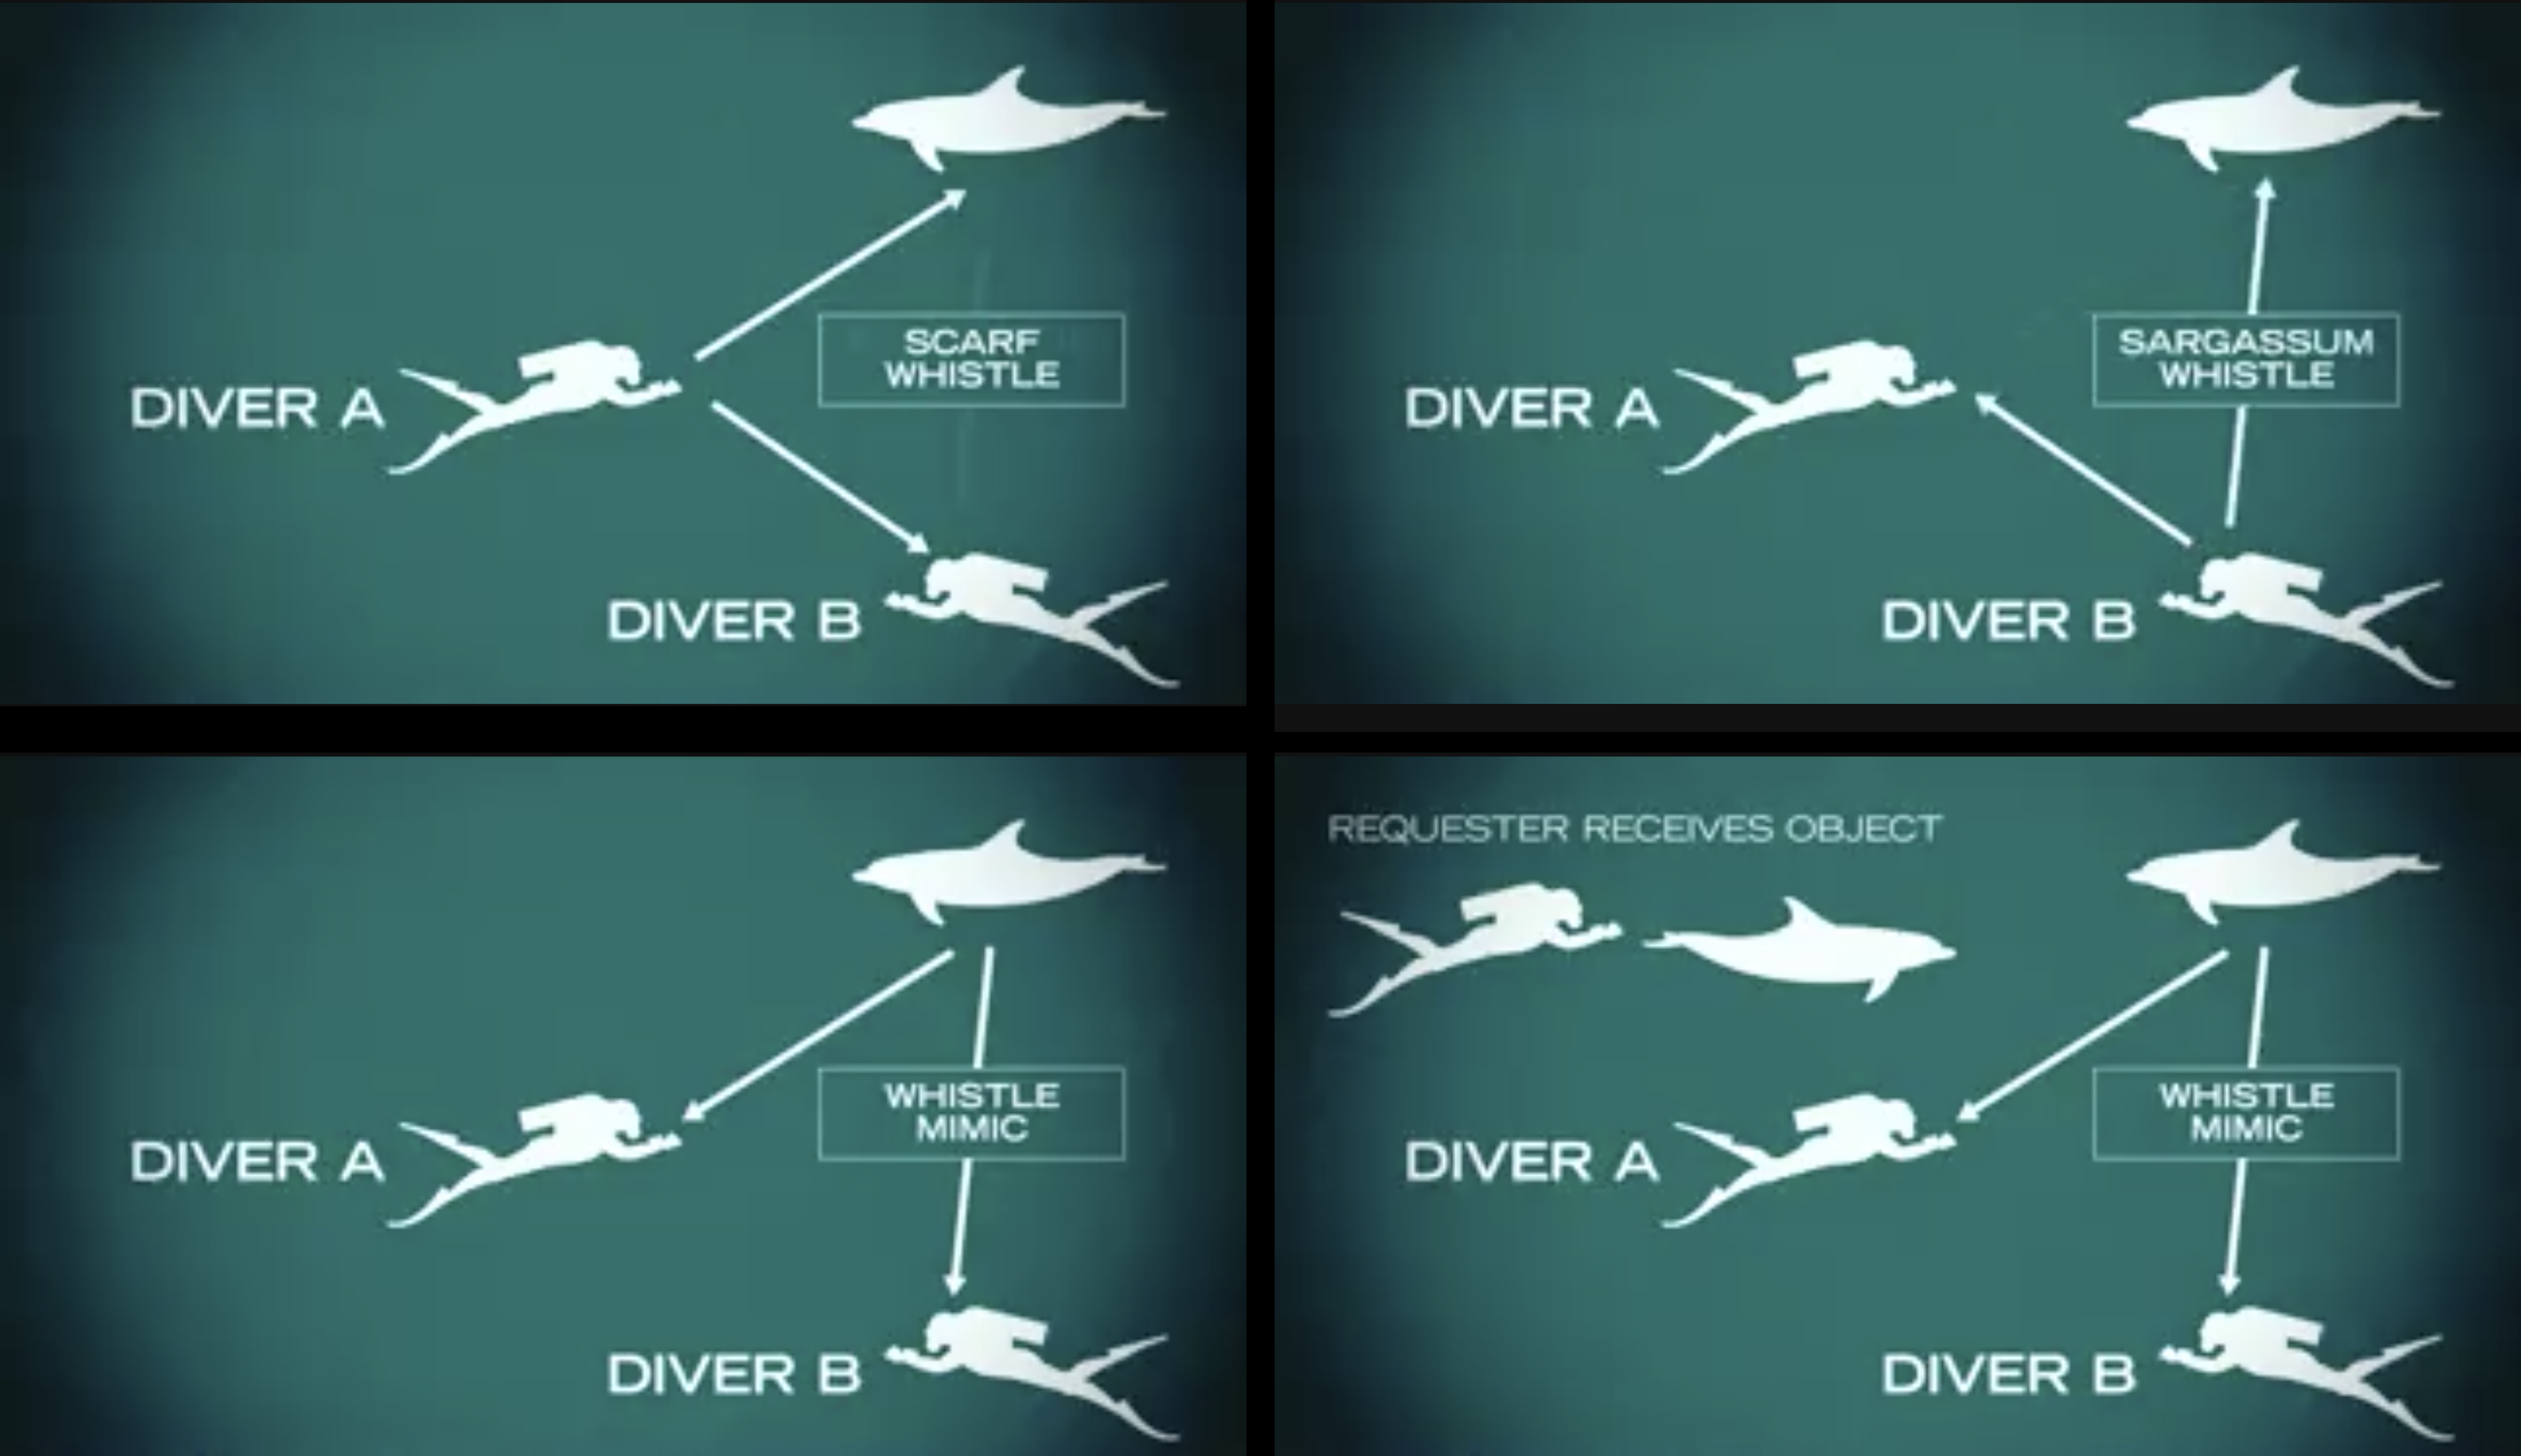 SCARF
WHISTLE
DIVER A
DIVER B
SARGASSUM
WHISTLE
DIVER A
DIVER B
WHISTLE
MIMIC
DIVER A
DIVER B
REQUESTER RECEIVES OBJECT
WHISTLE
MIMIC
DIVER A
DIVER B